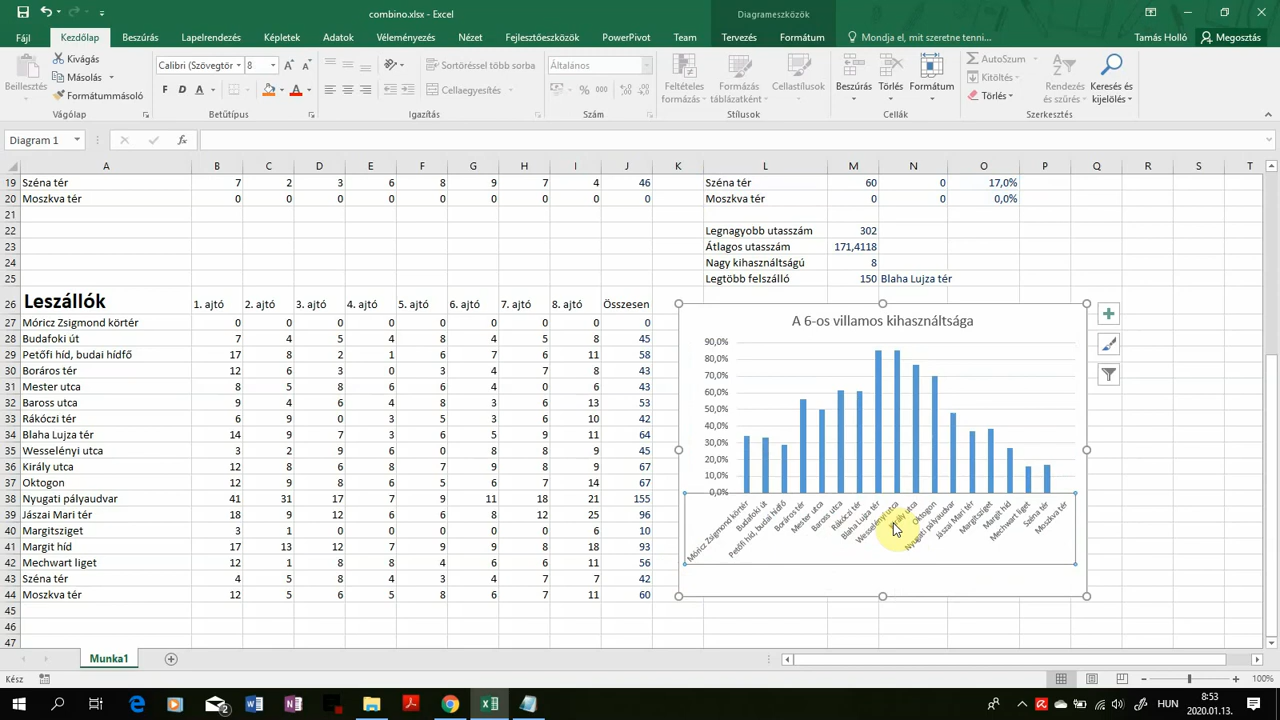 combino.xlsx - Excel
Diagrameszközök
Fájl Kezdőlap Beszúrás Lapelrendezés Képletek Adatok Véleményezés Nézet Fejlesztőeszközök PowerPivot Team Tervezés Formátum Mondja el, mit szeretne tenni... Tamás Holló Megosztás
Beillesztés
Kivágás
Másolás
Formátummásoló
Vágólap
Calibri (Szövegtör 8
F D A
Betűtípus
Sortöréssel több sorba
Cellaegyesítés
Igazítás
Általános
Szám
Feltételes formázás
Formázás táblázatként
Cellastílusok
Stílusok
Beszúrás Törlés Formátum
Cellák
AutoSzum
Kitöltés
Törlés
Rendezés és szűrés
Keresés és kijelölés
Szerkesztés
Diagram 1 fx
A B C D E F G H I J K L M N O P Q R S T
19 Széna tér 7 2 3 6 8 9 7 4 46 Széna tér 60 0 17,0%
20 Moszkva tér 0 0 0 0 0 0 0 0 0 Moszkva tér 0 0 0,0%
21
22 Legnagyobb utasszám 302
23 Átlagos utasszám 171,4118
24 Nagy kihasználtságú 8
25 Legtöbb felszálló 150 Blaha Lujza tér
26 Leszállók 1. ajtó 2. ajtó 3. ajtó 4. ajtó 5. ajtó 6. ajtó 7. ajtó 8. ajtó Összesen
27 Móricz Zsigmond körtér 0 0 0 0 0 0 0 0 0
28 Budafoki út 7 4 5 4 8 4 5 8 45
29 Petőfi híd, budai hídfő 17 8 2 1 6 7 6 11 58
30 Boráros tér 12 6 3 0 3 4 7 8 43
31 Mester utca 8 5 8 6 6 4 0 6 43
32 Baross utca 9 4 6 4 8 3 6 13 53
33 Rákóczi tér 6 9 0 3 5 3 6 10 42
34 Blaha Lujza tér 14 9 7 3 6 5 9 11 64
35 Wesselényi utca 3 2 9 6 0 8 8 9 45
36 Király utca 12 8 6 8 7 9 8 9 67
37 Oktogon 12 9 8 6 5 6 7 14 67
38 Nyugati pályaudvar 41 31 17 7 9 11 18 21 155
39 Jászai Mari tér 18 9 12 6 6 8 12 25 96
40 Margitsziget 3 1 0 0 0 4 0 2 10
41 Margit híd 17 13 12 7 9 9 8 18 93
42 Mechwart liget 12 1 8 8 4 6 6 11 56
43 Széna tér 4 5 8 4 3 4 7 7 42
44 Moszkva tér 12 5 6 5 8 6 7 11 60
45
46
47
A 6-os villamos kihasználtsága
90,0%
80,0%
70,0%
60,0%
50,0%
40,0%
30,0%
20,0%
10,0%
0,0%
Móricz Zsigmond körtér
Budafoki út
Petőfi híd, budai hídfő
Boráros tér
Mester utca
Baross utca
Rákóczi tér
Blaha Lujza tér
Wesselényi utca
Király utca
Oktogon
Nyugati pályaudvar
Jászai Mari tér
Margitsziget
Margit híd
Mechwart liget
Széna tér
Moszkva tér
Munka1
Kész 100%
HUN 8:53
2020.01.13.